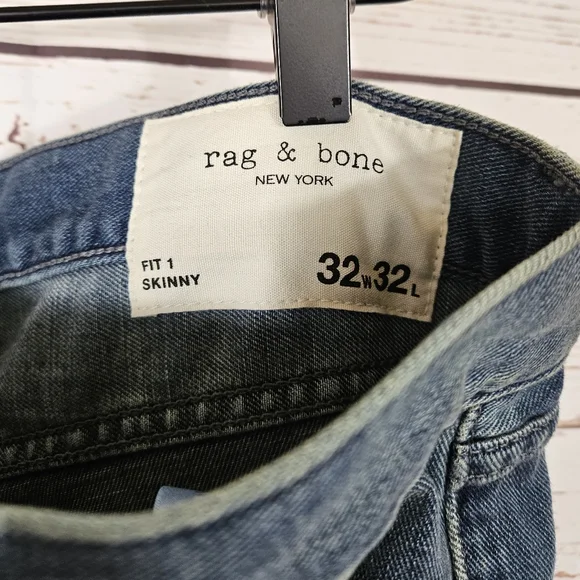 rag & bone
NEW YORK
FIT 1
SKINNY
32W32L